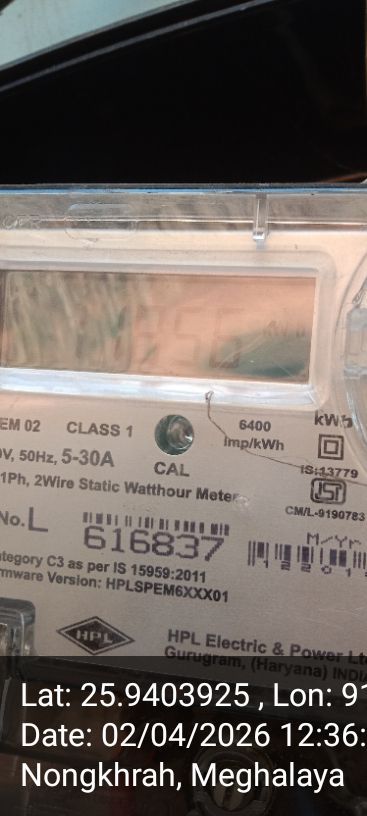 EM 02 CLASS 1
V, 50Hz, 5-30A
CAL
6400
imp/kWh
kWh
1Ph, 2Wire Static Watthour Meter
IS:13779
CM/L-9190783
No. L
616837
M/Yr
ategory C3 as per IS 15959:2011
rmware Version: HPLSPEM6XXX01
HPL
HPL Electric & Power Lt
Gurugram, (Haryana) INDI
Lat: 25.9403925 , Lon: 91
Date: 02/04/2026 12:36:
Nongkhrah, Meghalaya